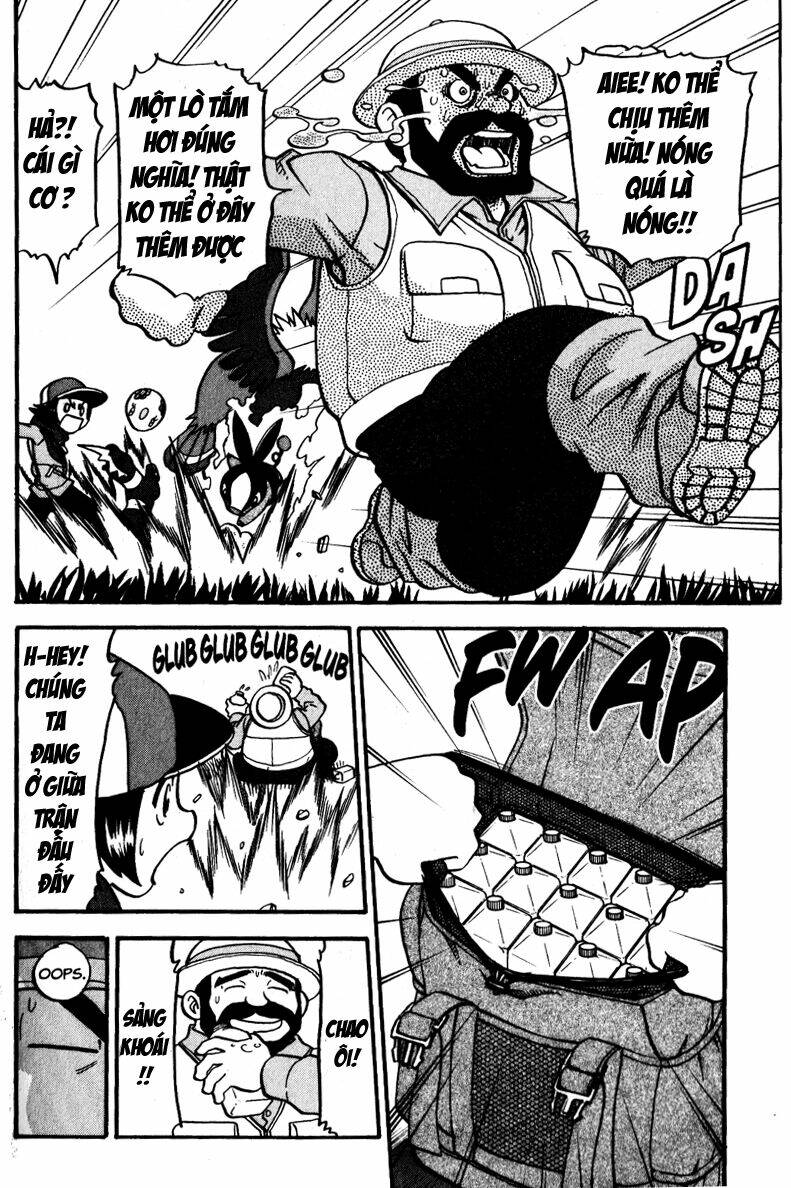 AIEE! KO THỂ
CHỊU THÊM
NỮA! NÓNG
QUÁ LÀ
NÓNG!!
MỘT LÒ TẮM
HƠI ĐÚNG
NGHĨA! THẬT
KO THỂ Ở ĐÂY
THÊM ĐƯỢC
HẢ?!
CÁI GÌ
CƠ ?
DA
SH
FWAP
GLUB GLUB GLUB GLUB
H-HEY!
CHÚNG
TA
ĐANG
Ở GIỮA
TRẬN
ĐẤU
ĐẤY
CHAO
ÔI!
SẢNG
KHOÁI
!!
OOPS.